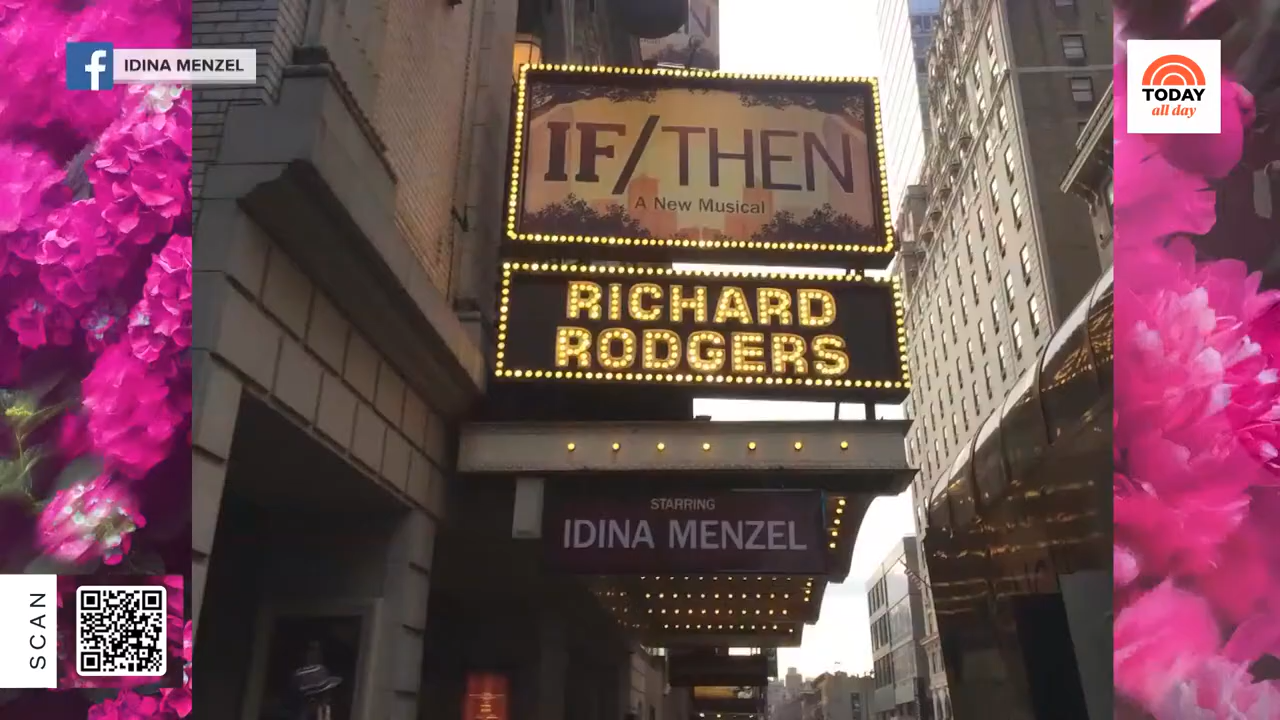 IDINA MENZEL
TODAY
all day
IF/THEN
A New Musical
RICHARD
RODGERS
STARRING
IDINA MENZEL
SCAN